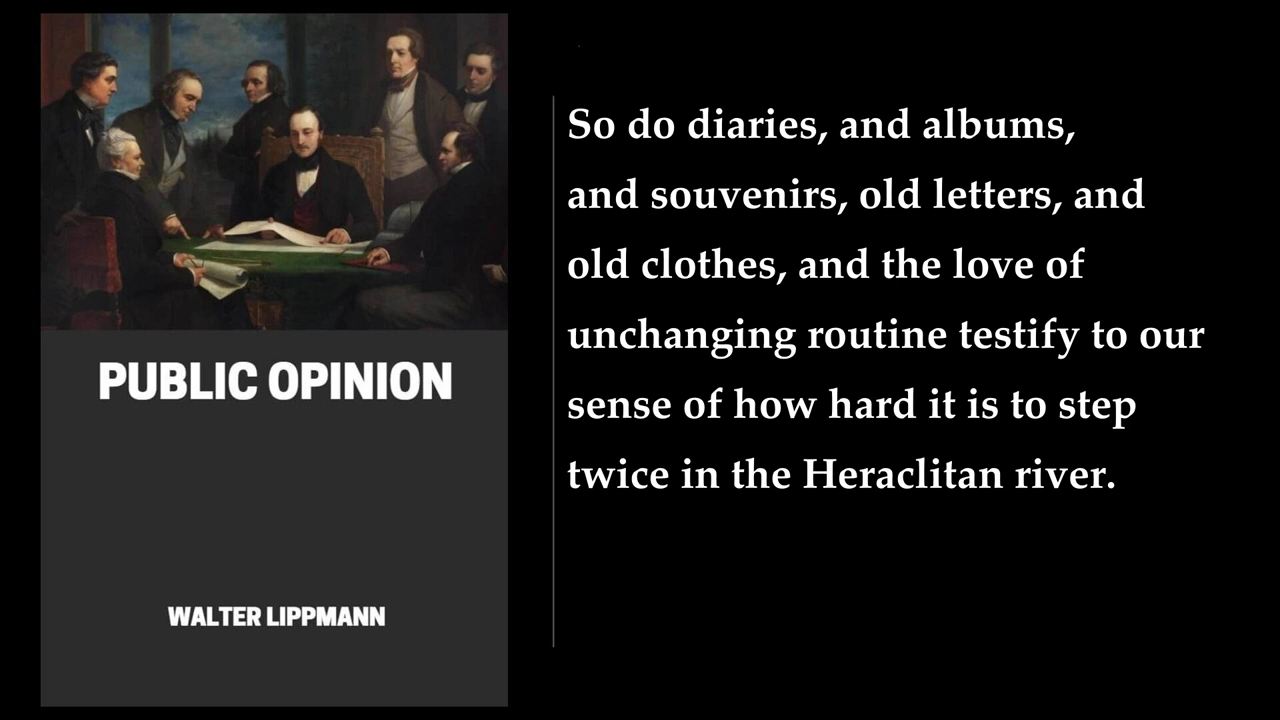 PUBLIC OPINION
WALTER LIPPMANN
So do diaries, and albums,
and souvenirs, old letters, and
old clothes, and the love of
unchanging routine testify to our
sense of how hard it is to step
twice in the Heraclitan river.